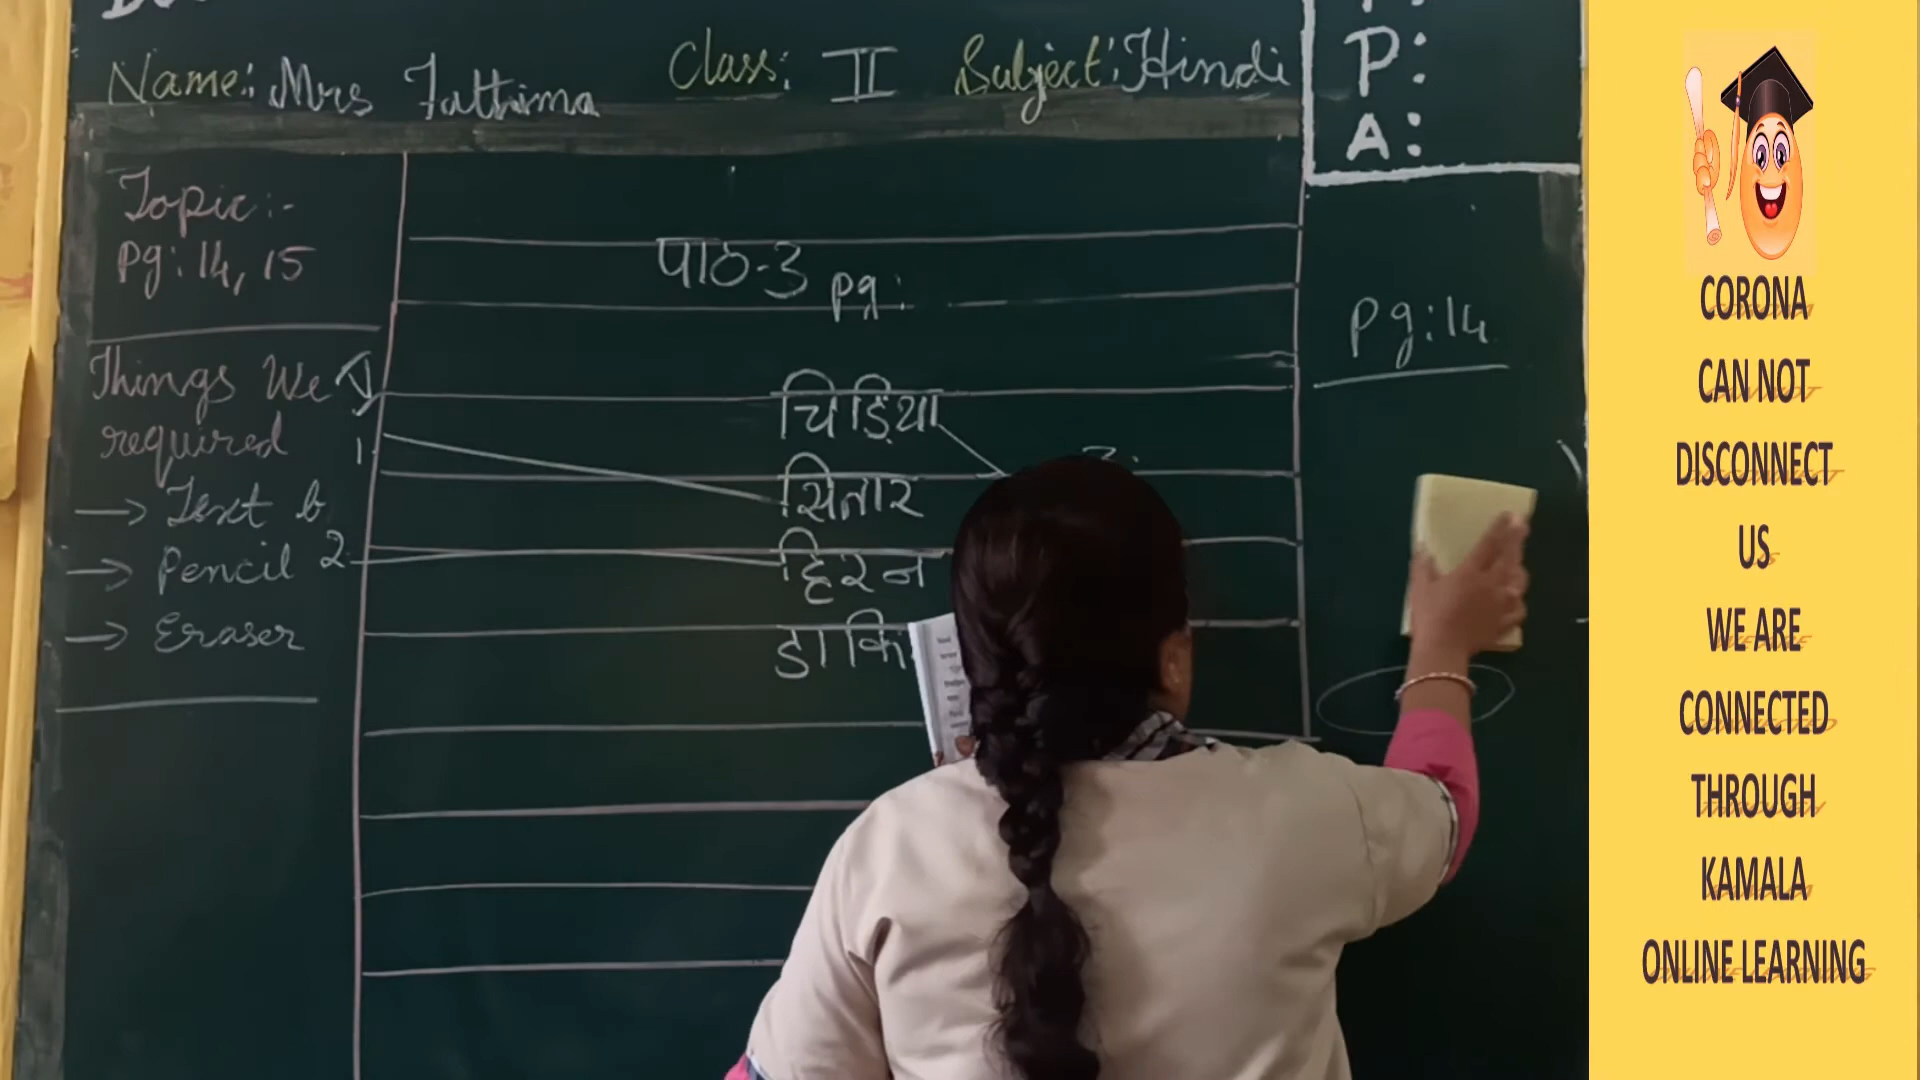 Name: Mrs Fattima Class: II Subject: Hindi
P:
A:
Topic:-
Pg: 14, 15
Things We
required
→ Text b
→ Pencil
→ Eraser
पाठ-3 pg:
1.
2.
चिड़िया
सितार
हिरन
डाकि
Pg: 14
CORONA
CAN NOT
DISCONNECT
US
WE ARE
CONNECTED
THROUGH
KAMALA
ONLINE LEARNING